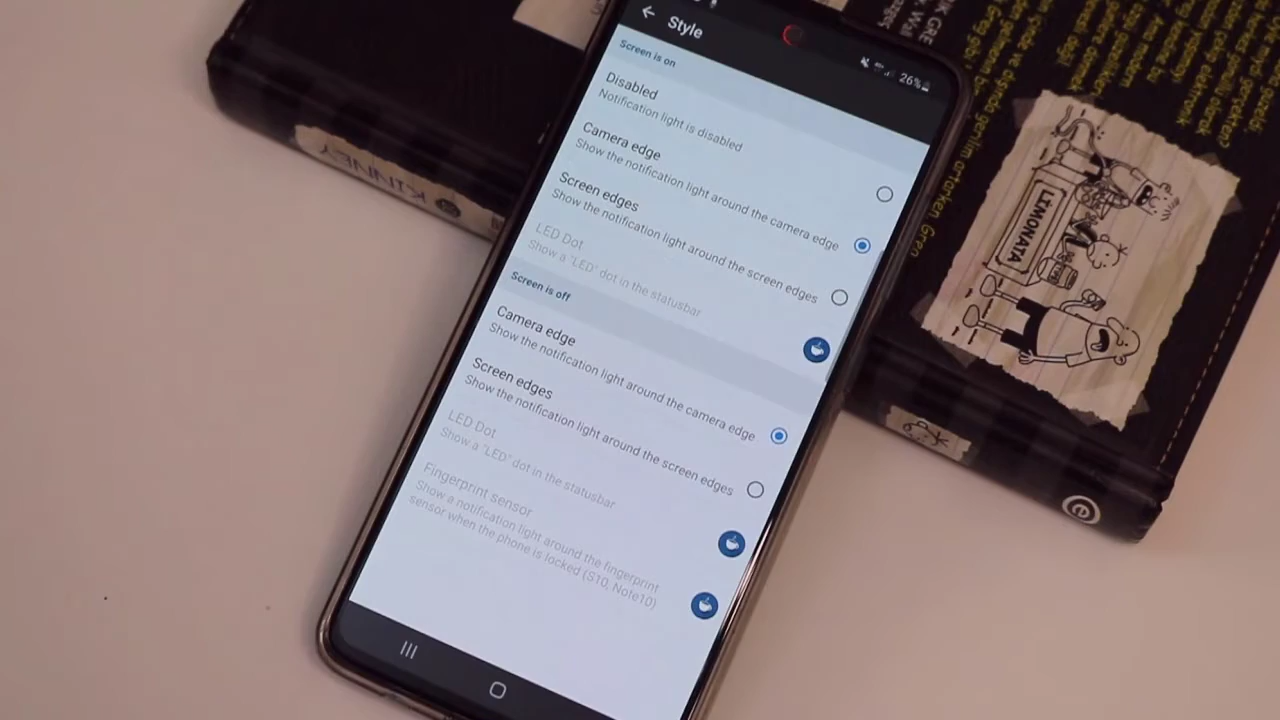 Style
26%
Screen is on
Disabled
Notification light is disabled
Camera edge
Show the notification light around the camera edge
Screen edges
Show the notification light around the screen edges
LED Dot
Show a "LED" dot in the statusbar
Screen is off
Camera edge
Show the notification light around the camera edge
Screen edges
Show the notification light around the screen edges
LED Dot
Show a "LED" dot in the statusbar
Fingerprint sensor
Show a notification light around the fingerprint
sensor when the phone is locked (S10, Note10)
KINNEY
LIMONATA